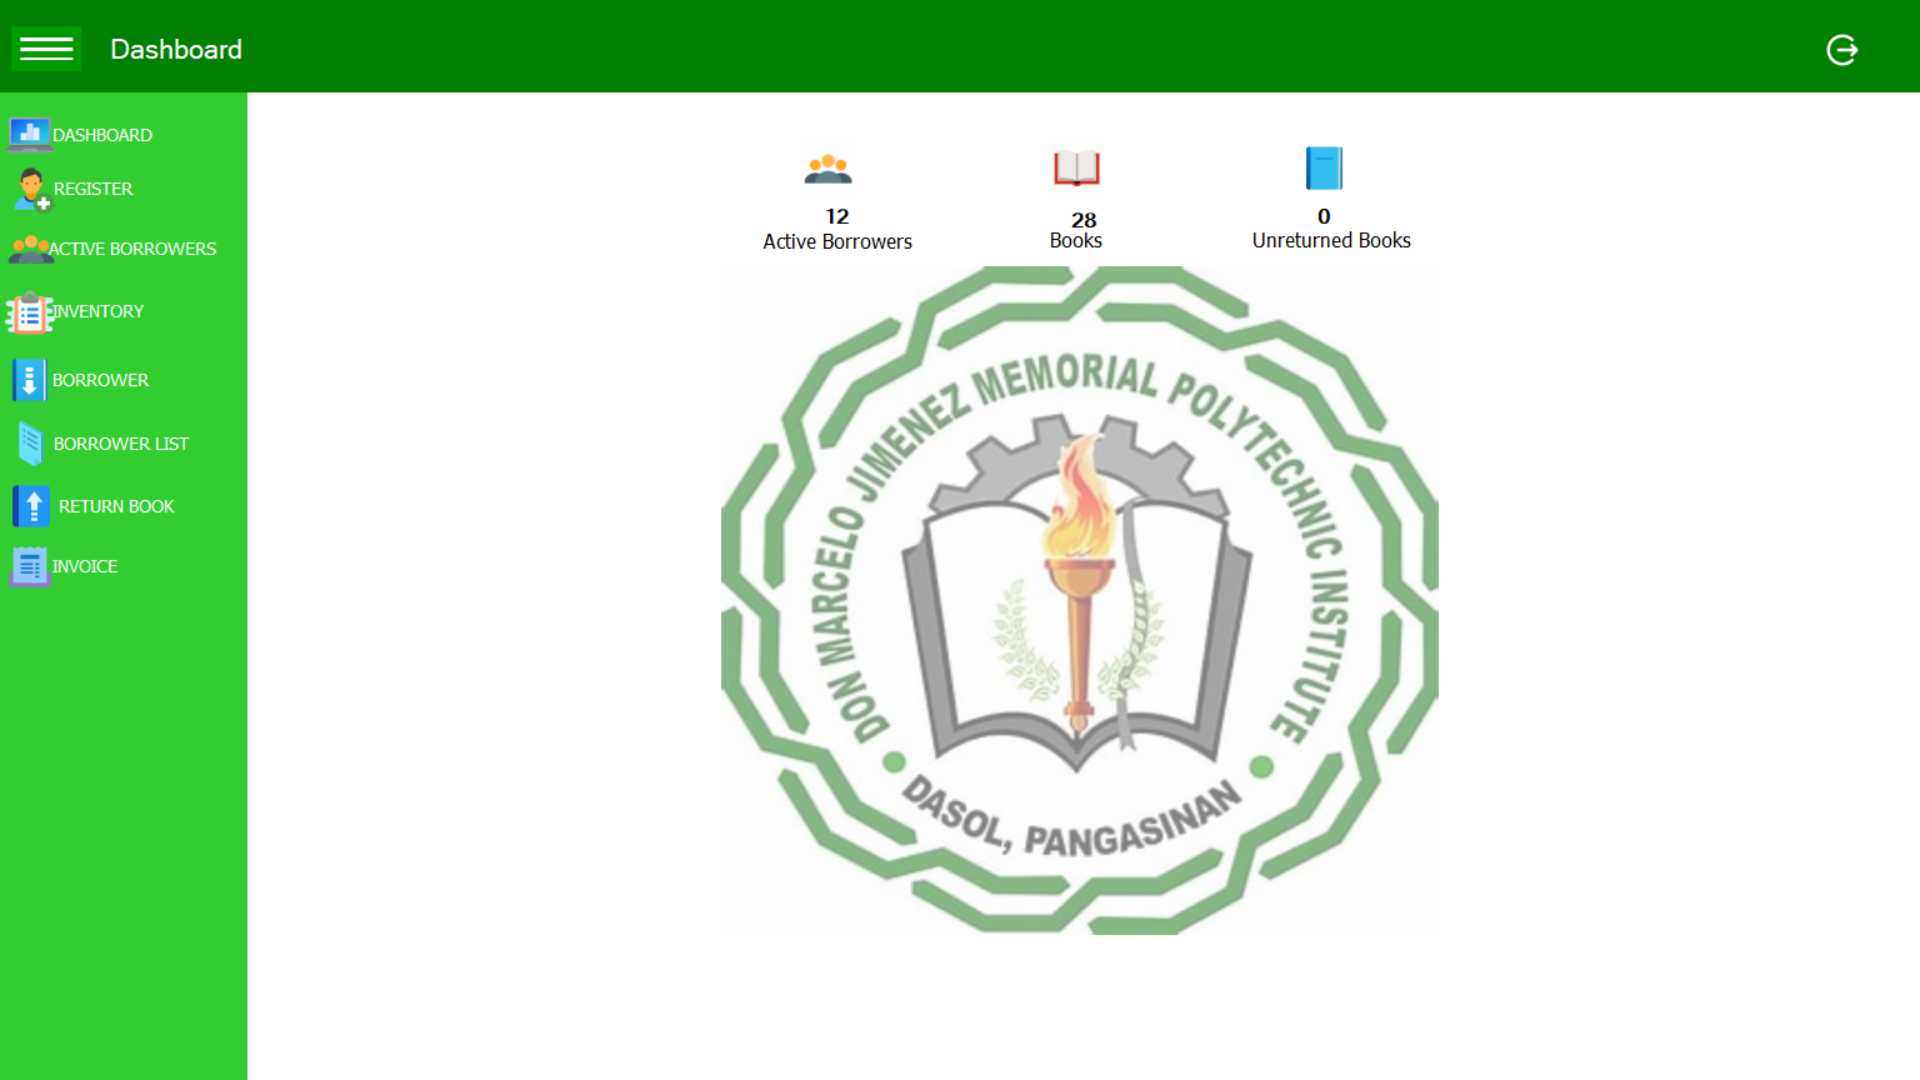 Dashboard
DASHBOARD
REGISTER
ACTIVE BORROWERS
INVENTORY
BORROWER
BORROWER LIST
RETURN BOOK
INVOICE
12
Active Borrowers
28
Books
0
Unreturned Books
DON MARCELO JIMENEZ MEMORIAL POLYTECHNIC INSTITUTE
DASOL, PANGASINAN